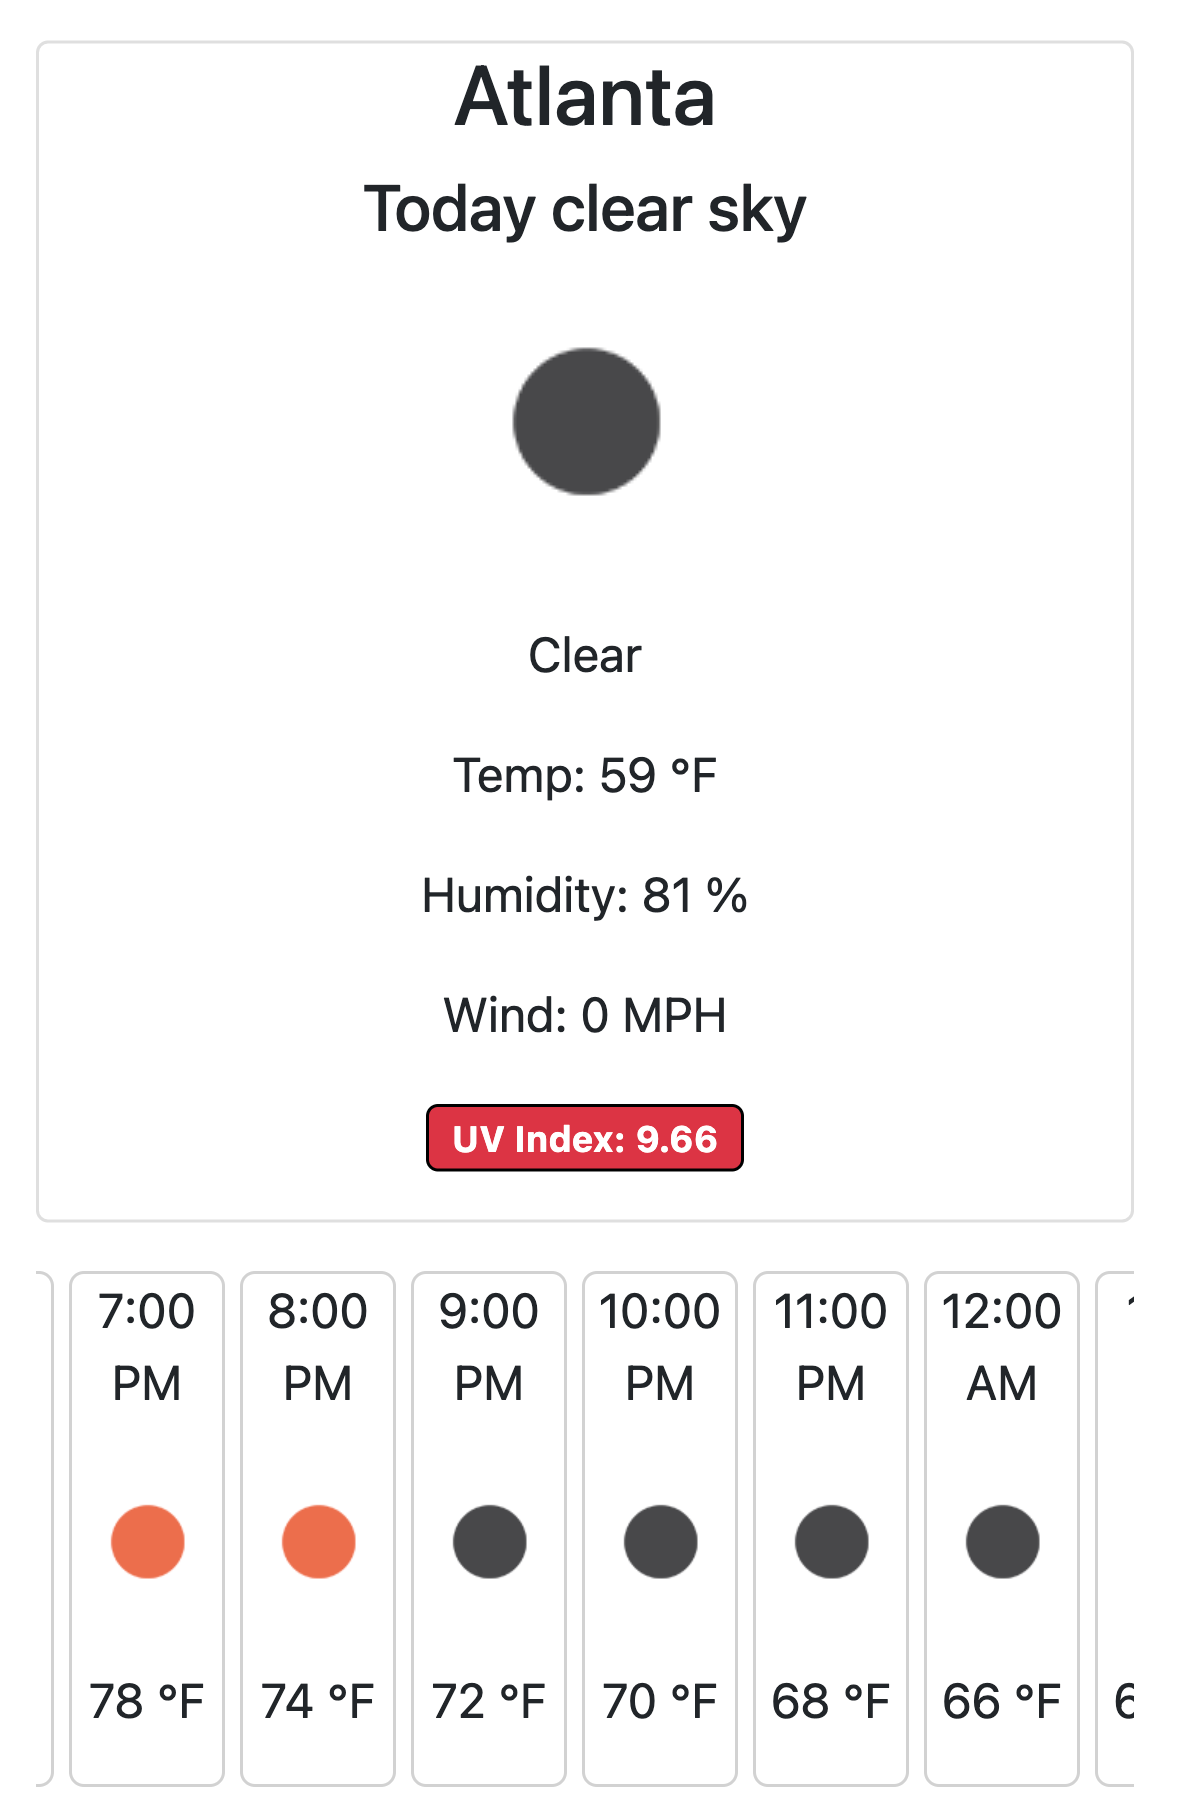 Atlanta
Today clear sky
Clear
Temp: 59 °F
Humidity: 81 %
Wind: 0 MPH
UV Index: 9.66
7:00 PM
78 °F
8:00 PM
74 °F
9:00 PM
72 °F
10:00 PM
70 °F
11:00 PM
68 °F
12:00 AM
66 °F